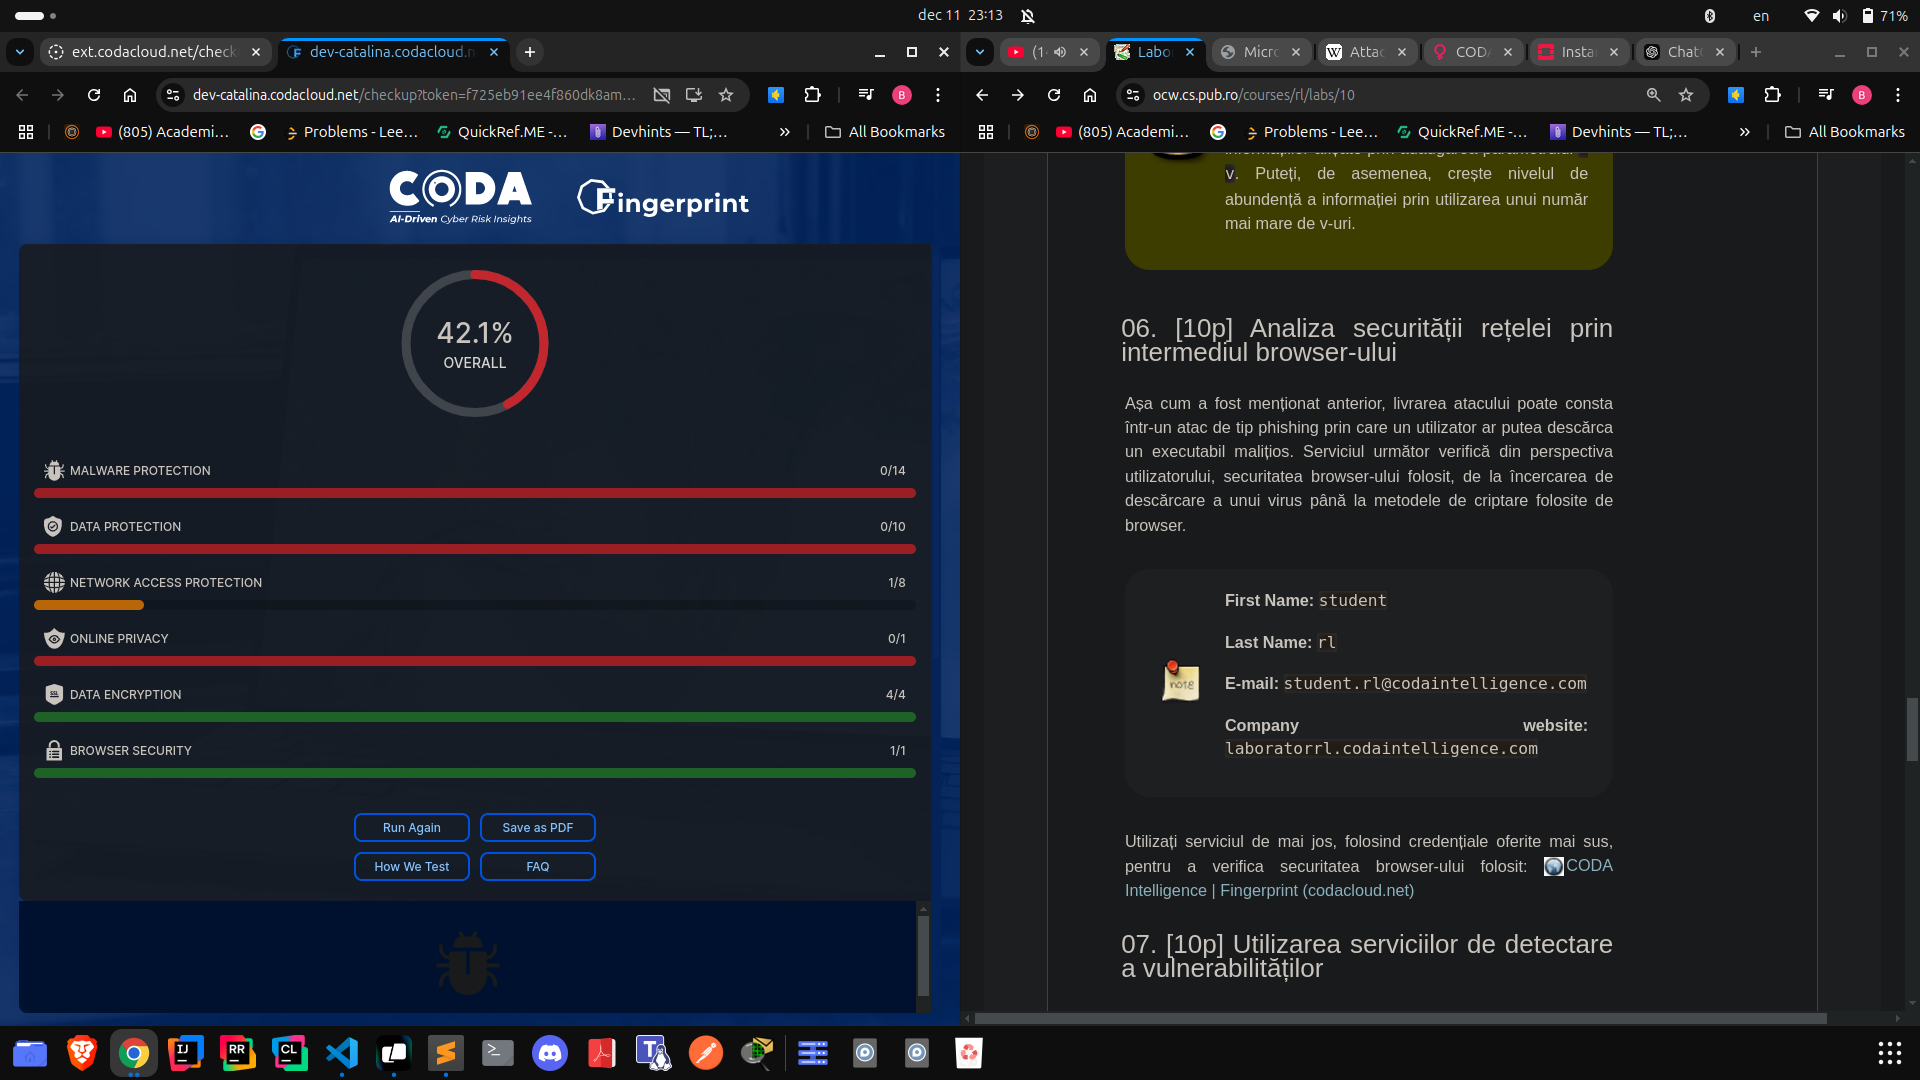 dec 11 23:13
en
71%
ext.codacloud.net/check
dev-catalina.codacloud.n
(1
Labo
Micro
Attac
CODA
Insta
Chat
dev-catalina.codacloud.net/checkup?token=f725eb91ee4f860dk8am...
B
ocw.cs.pub.ro/courses/rl/labs/10
B
(805) Academi...
Problems - Lee...
QuickRef.ME -...
Devhints — TL;...
»
All Bookmarks
(805) Academi...
Problems - Lee...
QuickRef.ME -...
Devhints — TL;...
»
All Bookmarks
CODA
AI-Driven Cyber Risk Insights
Fingerprint
42.1%
OVERALL
MALWARE PROTECTION 0/14
DATA PROTECTION 0/10
NETWORK ACCESS PROTECTION 1/8
ONLINE PRIVACY 0/1
DATA ENCRYPTION 4/4
BROWSER SECURITY 1/1
Run Again
Save as PDF
How We Test
FAQ
v. Puteți, de asemenea, crește nivelul de
abundență a informației prin utilizarea unui număr
mai mare de v-uri.
06. [10p] Analiza securității rețelei prin
intermediul browser-ului
Așa cum a fost menționat anterior, livrarea atacului poate consta
într-un atac de tip phishing prin care un utilizator ar putea descărca
un executabil malițios. Serviciul următor verifică din perspectiva
utilizatorului, securitatea browser-ului folosit, de la încercarea de
descărcare a unui virus până la metodele de criptare folosite de
browser.
note
First Name: student
Last Name: rl
E-mail: student.rl@codaintelligence.com
Company website:
laboratorrl.codaintelligence.com
Utilizați serviciul de mai jos, folosind credențiale oferite mai sus,
pentru a verifica securitatea browser-ului folosit: CODA
Intelligence | Fingerprint (codacloud.net)
07. [10p] Utilizarea serviciilor de detectare
a vulnerabilităților
IJ
RR
CL
T